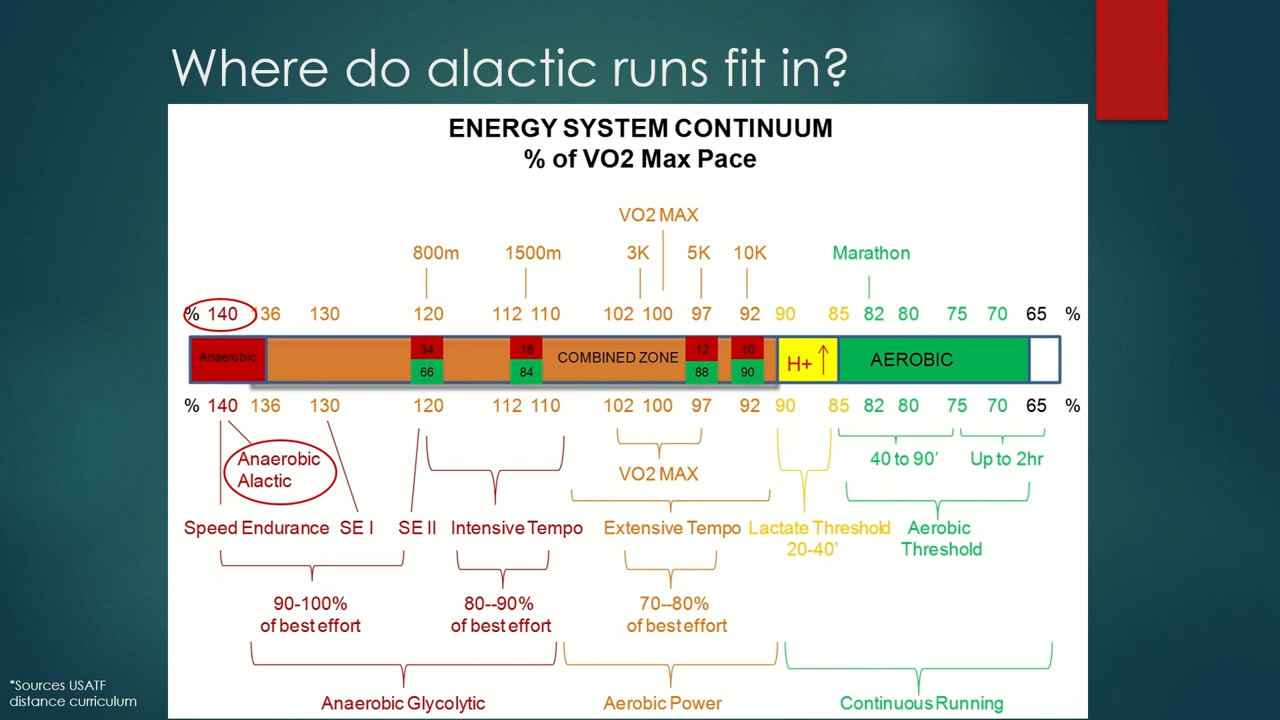 Where do alactic runs fit in?
ENERGY SYSTEM CONTINUUM
% of VO2 Max Pace
VO2 MAX
800m 1500m 3K 5K 10K Marathon
% 140 136 130 120 112 110 102 100 97 92 90 85 82 80 75 70 65 %
Anaerobic 34 66 16 84 COMBINED ZONE 12 88 10 90 H+ AEROBIC
% 140 136 130 120 112 110 102 100 97 92 90 85 82 80 75 70 65 %
Anaerobic
Alactic
VO2 MAX
40 to 90’ Up to 2hr
Speed Endurance SE I SE II Intensive Tempo Extensive Tempo Lactate Threshold
20-40’
Aerobic
Threshold
90-100%
of best effort
80--90%
of best effort
70--80%
of best effort
Anaerobic Glycolytic Aerobic Power Continuous Running
*Sources USATF
distance curriculum